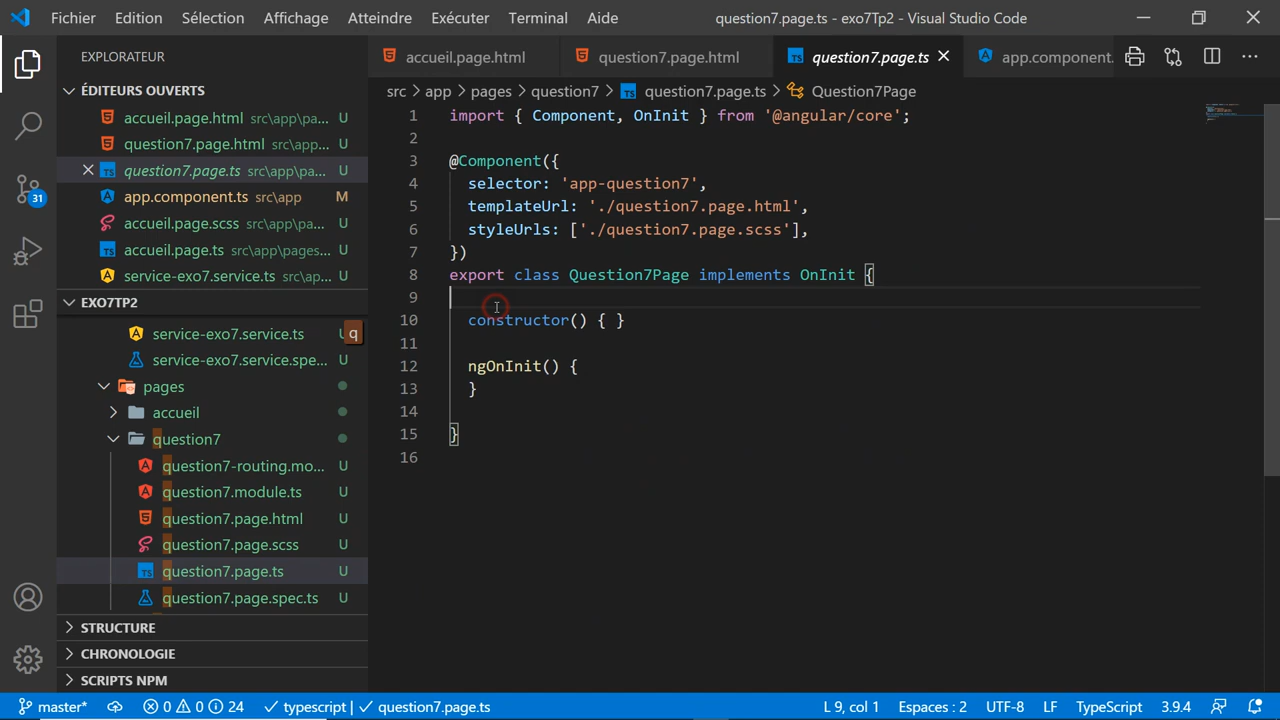 Fichier Edition Sélection Affichage Atteindre Exécuter Terminal Aide question7.page.ts - exo7Tp2 - Visual Studio Code
EXPLORATEUR
accueil.page.html question7.page.html question7.page.ts app.component.
ÉDITEURS OUVERTS
accueil.page.html src\app\pa... U
question7.page.html src\app\pa... U
question7.page.ts src\app\pa... U
app.component.ts src\app M
accueil.page.scss src\app\pa... U
accueil.page.ts src\app\pages... U
service-exo7.service.ts src\ap... U
EXO7TP2
service-exo7.service.ts q
service-exo7.service.spe... U
pages
accueil
question7
question7-routing.mo... U
question7.module.ts U
question7.page.html U
question7.page.scss U
question7.page.ts U
question7.page.spec.ts U
STRUCTURE
CHRONOLOGIE
SCRIPTS NPM
31
src > app > pages > question7 > question7.page.ts > Question7Page
1 import { Component, OnInit } from '@angular/core';
2
3 @Component({
4 selector: 'app-question7',
5 templateUrl: './question7.page.html',
6 styleUrls: ['./question7.page.scss'],
7 })
8 export class Question7Page implements OnInit {
9
10 constructor() { }
11
12 ngOnInit() {
13 }
14
15 }
16
master* 0 0 24 typescript | question7.page.ts L 9, col 1 Espaces : 2 UTF-8 LF TypeScript 3.9.4